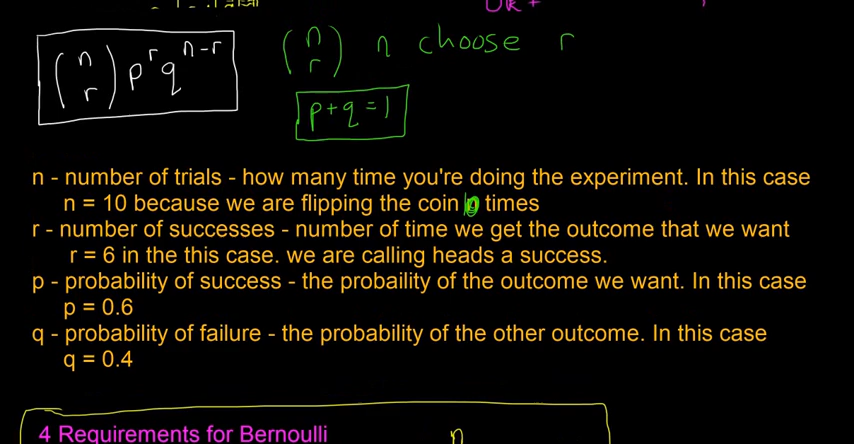 (n r) p^r q^(n-r)
(n r) n choose r
p+q=1
n - number of trials - how many time you're doing the experiment. In this case
n = 10 because we are flipping the coin times
r - number of successes - number of time we get the outcome that we want
r = 6 in the this case. we are calling heads a success.
p - probability of success - the probaility of the outcome we want. In this case
p = 0.6
q - probability of failure - the probability of the other outcome. In this case
q = 0.4
4 Requirements for Bernoulli
n